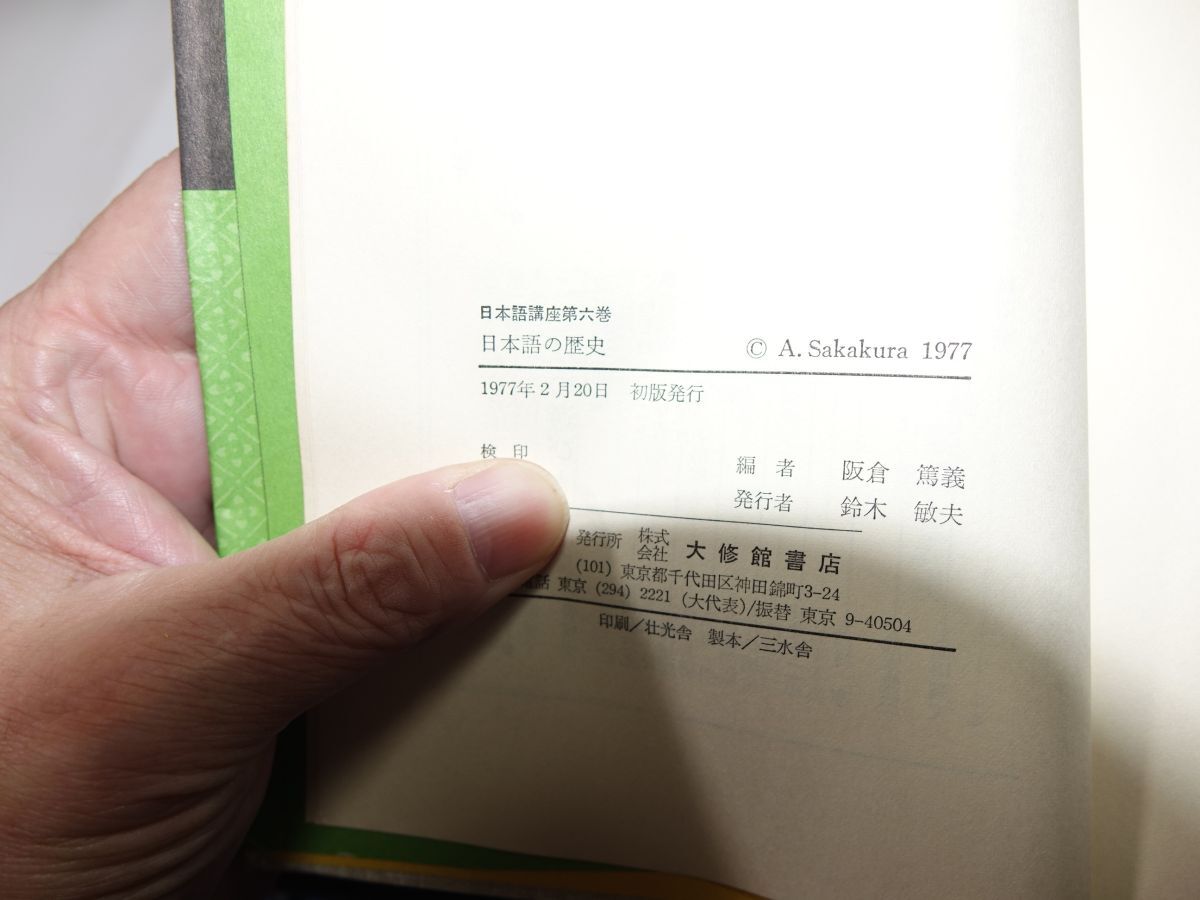 日本語講座第六巻
日本語の歴史 © A. Sakakura 1977
1977年2月20日 初版発行
検 印
編 者 阪倉 篤義
発行者 鈴木 敏夫
発行所 株式会社 大修館書店
(101) 東京都千代田区神田錦町3-24
話 東京 (294) 2221 (大代表)/振替 東京 9-40504
印刷/壮光舎 製本/三水舎